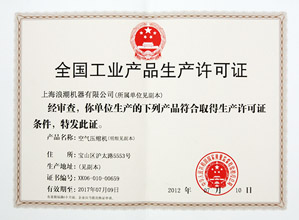 全国工业产品生产许可证
上海浪潮机器有限公司(所属单位见副本)
经审查，你单位生产的下列产品符合取得生产许可证
条件，特发此证。
产品名称：空气压缩机(明细见副本)
住　　所：宝山区沪太路5553号
生产地址：(见副本)
证书编号：XK06-010-00659
有效期至：2017年07月09日
2012 年 月 10 日